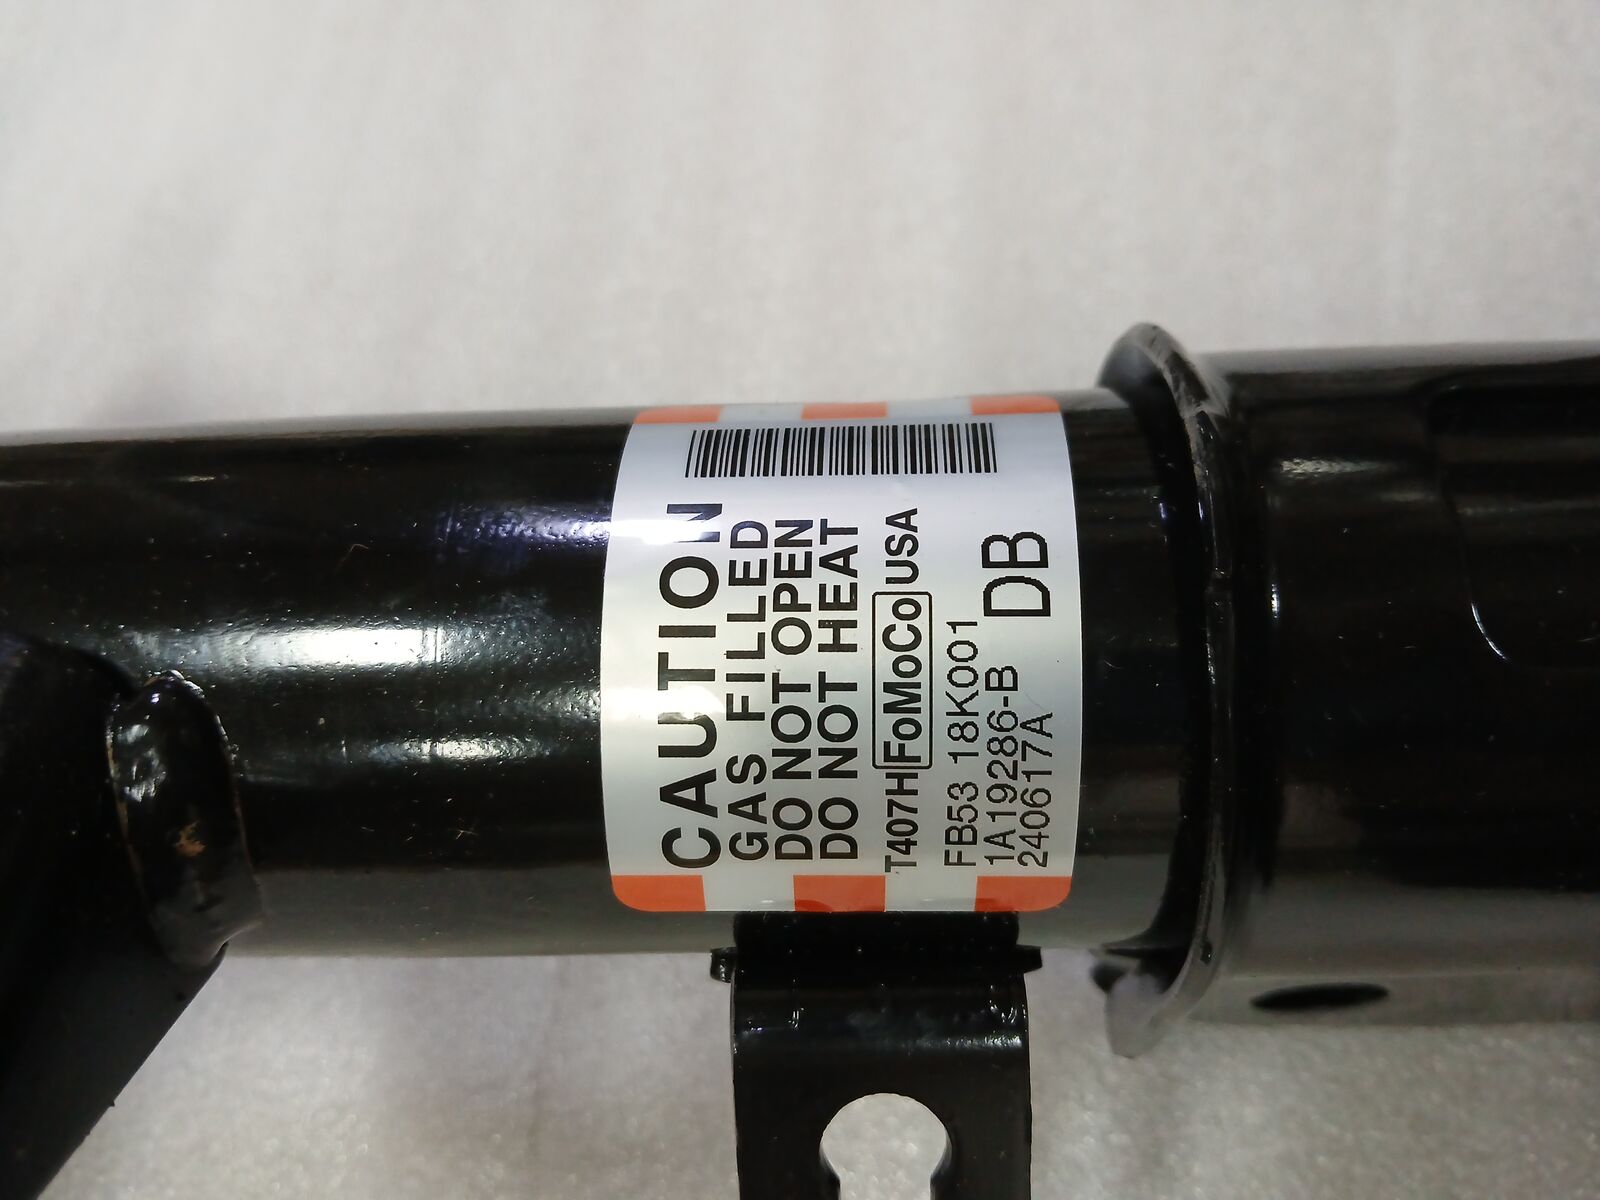 CAUTION
GAS FILLED
DO NOT OPEN
DO NOT HEAT
T407H FoMoCo USA
FB53 18K001
DB
1A19286-B
240617A